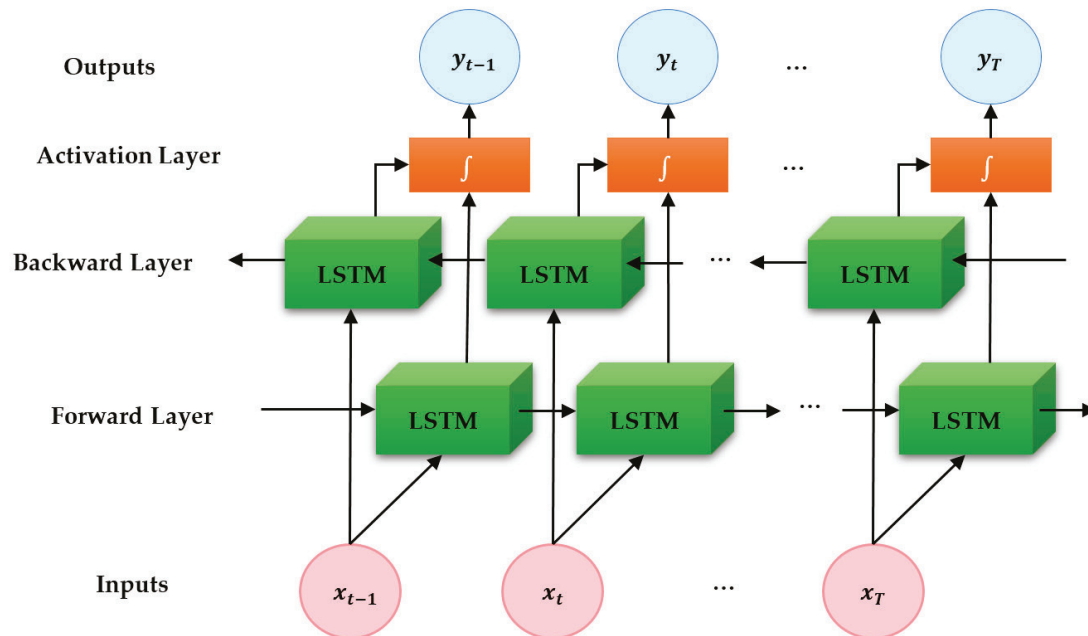 Outputs y_{t-1} y_t ... y_T
Activation Layer ∫ ∫ ... ∫
Backward Layer LSTM LSTM ... LSTM
Forward Layer LSTM LSTM ... LSTM
Inputs x_{t-1} x_t ... x_T